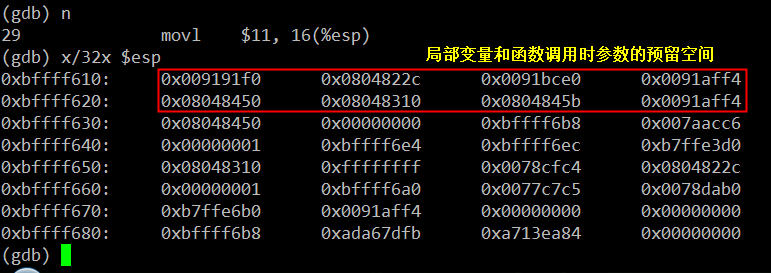 (gdb) n
29 movl $11, 16(%esp)
(gdb) x/32x $esp 局部变量和函数调用时参数的预留空间
0xbffff610: 0x009191f0 0x0804822c 0x0091bce0 0x0091aff4
0xbffff620: 0x08048450 0x08048310 0x0804845b 0x0091aff4
0xbffff630: 0x08048450 0x00000000 0xbffff6b8 0x007aacc6
0xbffff640: 0x00000001 0xbffff6e4 0xbffff6ec 0xb7ffe3d0
0xbffff650: 0x08048310 0xffffffff 0x0078cfc4 0x0804822c
0xbffff660: 0x00000001 0xbffff6a0 0x0077c7c5 0x0078dab0
0xbffff670: 0xb7ffe6b0 0x0091aff4 0x00000000 0x00000000
0xbffff680: 0xbffff6b8 0xada67dfb 0xa713ea84 0x00000000
(gdb)